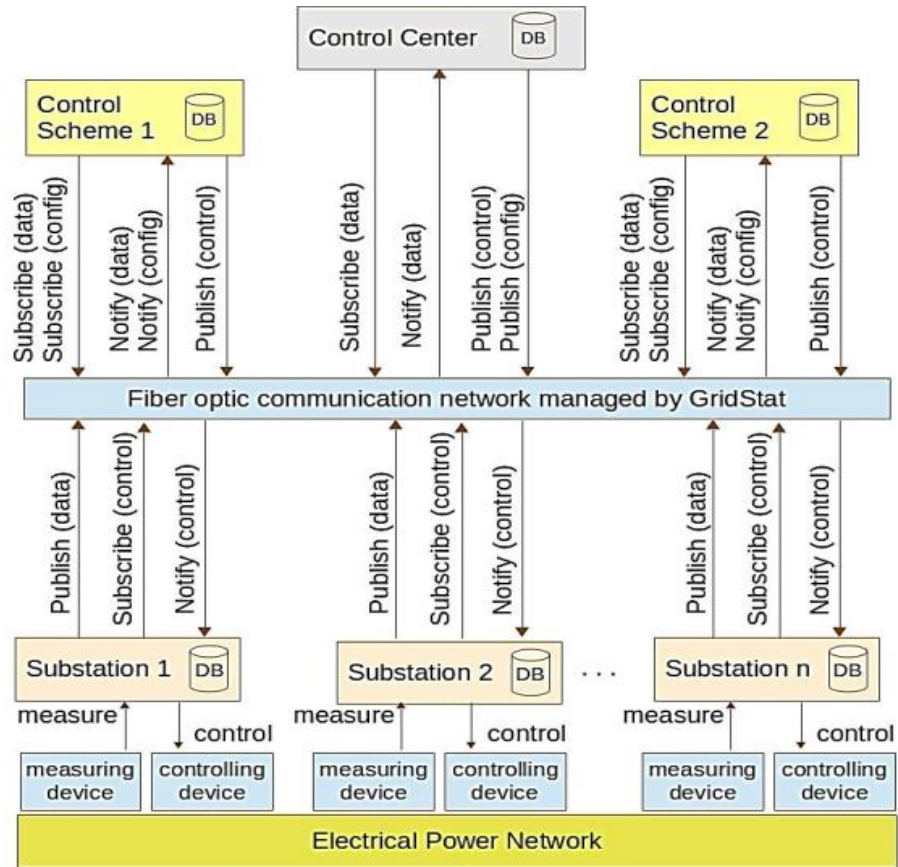 Control Center
DB
Control
Scheme 1
DB
Control
Scheme 2
DB
Subscribe (data)
Subscribe (config)
Notify (data)
Notify (config)
Publish (control)
Subscribe (data)
Notify (data)
Publish (control)
Publish (config)
Subscribe (data)
Subscribe (config)
Notify (data)
Notify (config)
Publish (control)
Fiber optic communication network managed by GridStat
Publish (data)
Subscribe (control)
Notify (control)
Publish (data)
Subscribe (control)
Notify (control)
Publish (data)
Subscribe (control)
Notify (control)
Substation 1
DB
Substation 2
DB
. . .
Substation n
DB
measure
control
measure
control
measure
control
measuring
device
controlling
device
measuring
device
controlling
device
measuring
device
controlling
device
Electrical Power Network